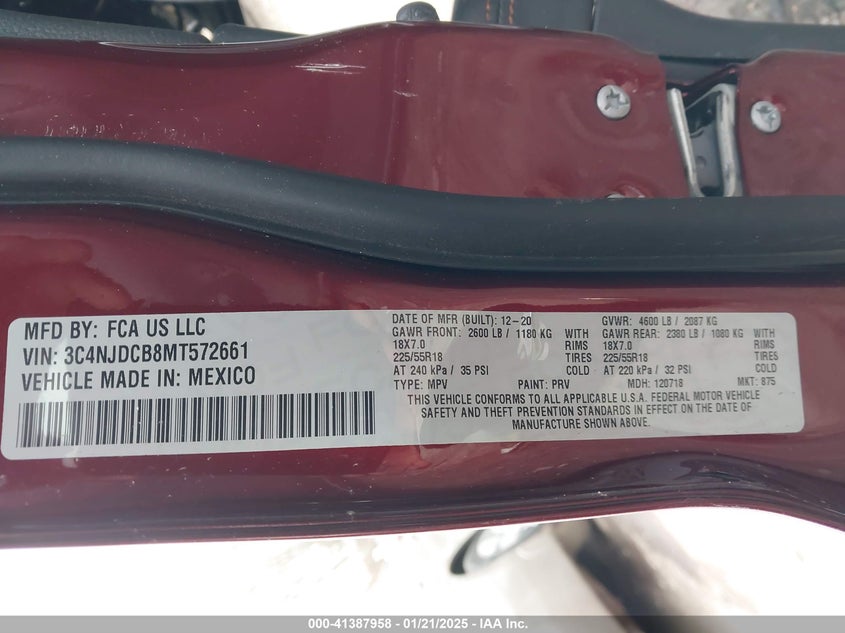 MFD BY: FCA US LLC
VIN: 3C4NJDCB8MT572661
VEHICLE MADE IN: MEXICO
DATE OF MFR (BUILT): 12-20 GVWR: 4600 LB / 2087 KG
GAWR FRONT: 2600 LB / 1180 KG WITH GAWR REAR: 2380 LB / 1080 KG WITH
18X7.0 RIMS 18X7.0 RIMS
225/55R18 TIRES 225/55R18 TIRES
AT 240 kPa / 35 PSI COLD AT 220 kPa / 32 PSI COLD
TYPE: MPV PAINT: PRV MDH: 120718 MKT: 875
THIS VEHICLE CONFORMS TO ALL APPLICABLE U.S.A. FEDERAL MOTOR VEHICLE
SAFETY AND THEFT PREVENTION STANDARDS IN EFFECT ON THE DATE OF
MANUFACTURE SHOWN ABOVE.
000-41387958 - 01/21/2025 - IAA Inc.